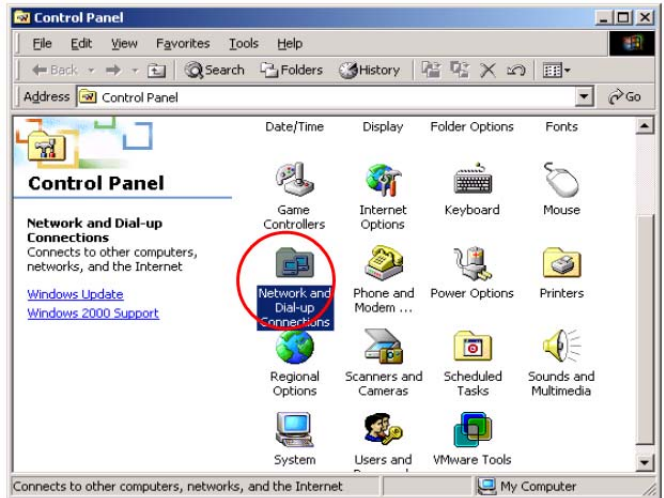 Control Panel
File Edit View Favorites Tools Help
Back Search Folders History
Address Control Panel Go
Date/Time Display Folder Options Fonts
Control Panel
Game Controllers Internet Options Keyboard Mouse
Network and Dial-up
Connections
Connects to other computers,
networks, and the Internet
Windows Update
Windows 2000 Support
Network and Dial-up Connections Phone and Modem ... Power Options Printers
Regional Options Scanners and Cameras Scheduled Tasks Sounds and Multimedia
System Users and VMware Tools
Connects to other computers, networks, and the Internet My Computer